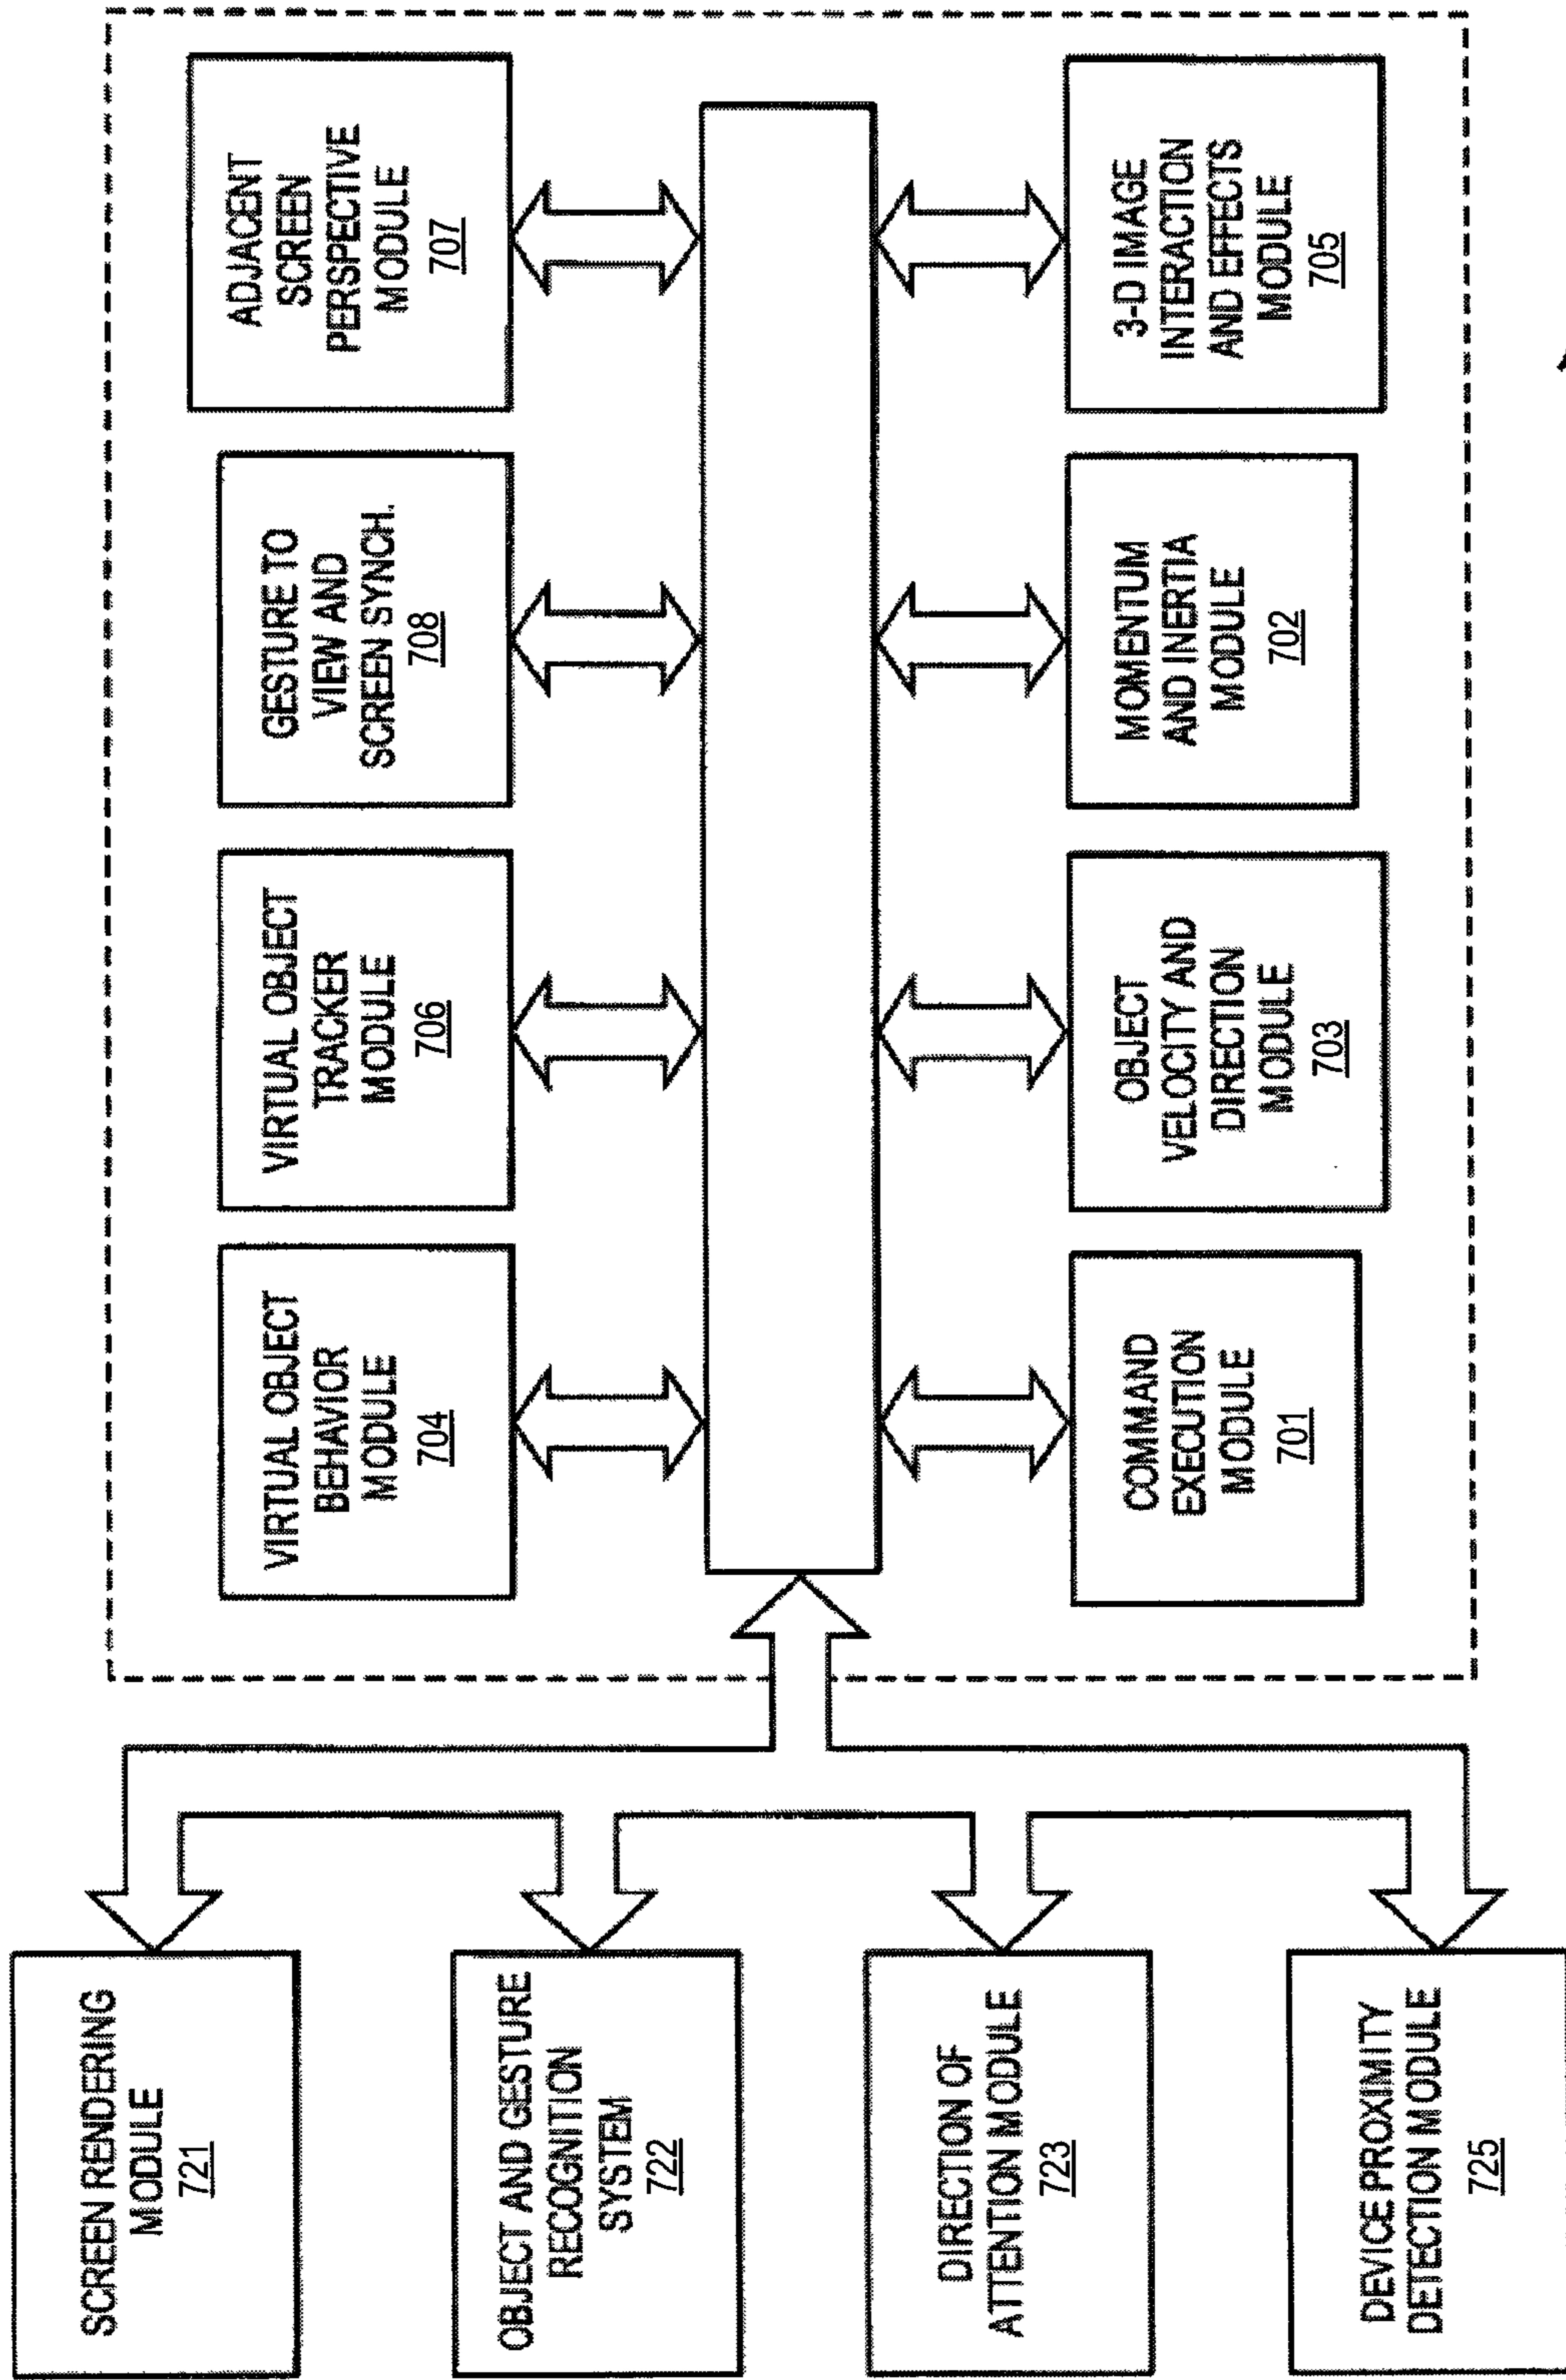 SCREEN RENDERING
MODULE
721
OBJECT AND GESTURE
RECOGNITION
SYSTEM
722
DIRECTION OF
ATTENTION MODULE
723
DEVICE PROXIMITY
DETECTION MODULE
725
VIRTUAL OBJECT
BEHAVIOR
MODULE
704
VIRTUAL OBJECT
TRACKER
MODULE
706
GESTURE TO
VIEW AND
SCREEN SYNCH.
708
ADJACENT
SCREEN
PERSPECTIVE
MODULE
707
COMMAND
EXECUTION
MODULE
701
OBJECT
VELOCITY AND
DIRECTION
MODULE
703
MOMENTUM
AND INERTIA
MODULE
702
3-D IMAGE
INTERACTION
AND EFFECTS
MODULE
705